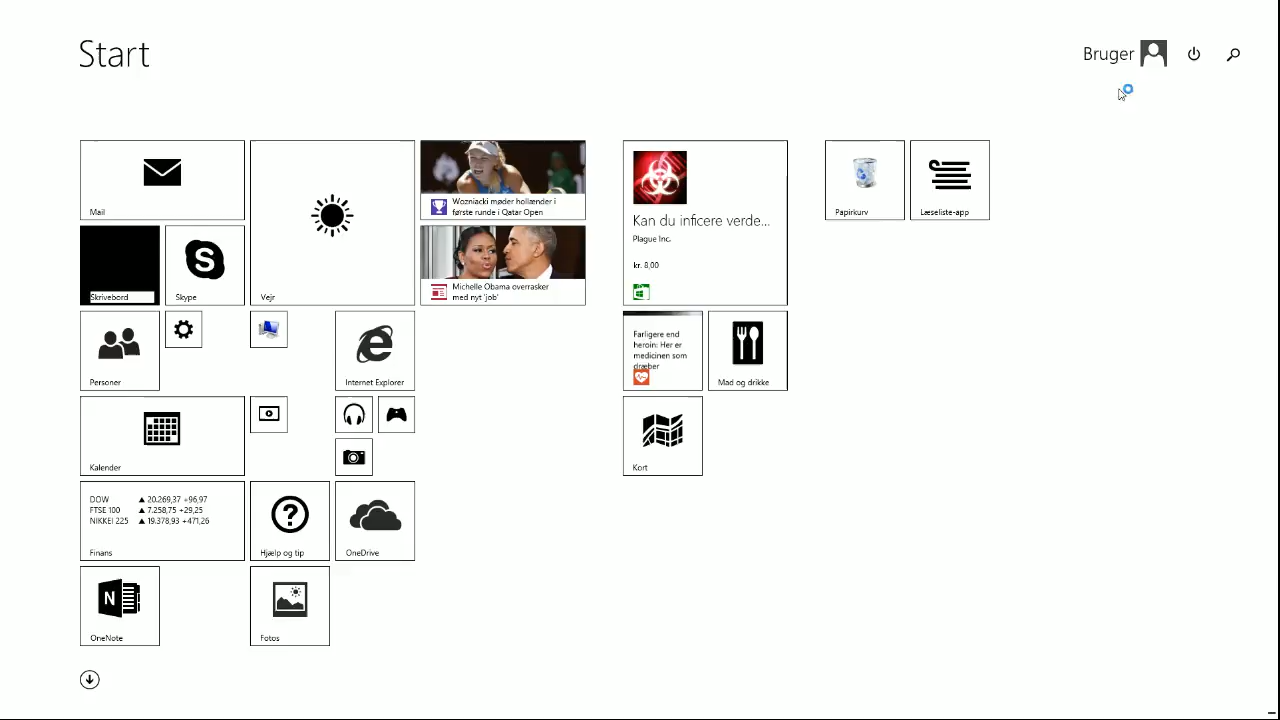 Start
Bruger
Mail
Skrivebord
Skype
Vejr
Wozniacki møder hollænder i
første runde i Qatar Open
Michelle Obama overrasker
med nyt 'job'
Personer
Internet Explorer
Kalender
DOW ▲ 20.269,37 +96,97
FTSE 100 ▲ 7.258,75 +29,25
NIKKEI 225 ▲ 19.378,93 +471,26
Finans
Hjælp og tip
OneDrive
N
OneNote
Fotos
Kan du inficere verde...
Plague Inc.
kr. 8,00
Farligere end
heroin: Her er
medicinen som
dræber
Mad og drikke
Kort
Papirkurv
Læseliste-app